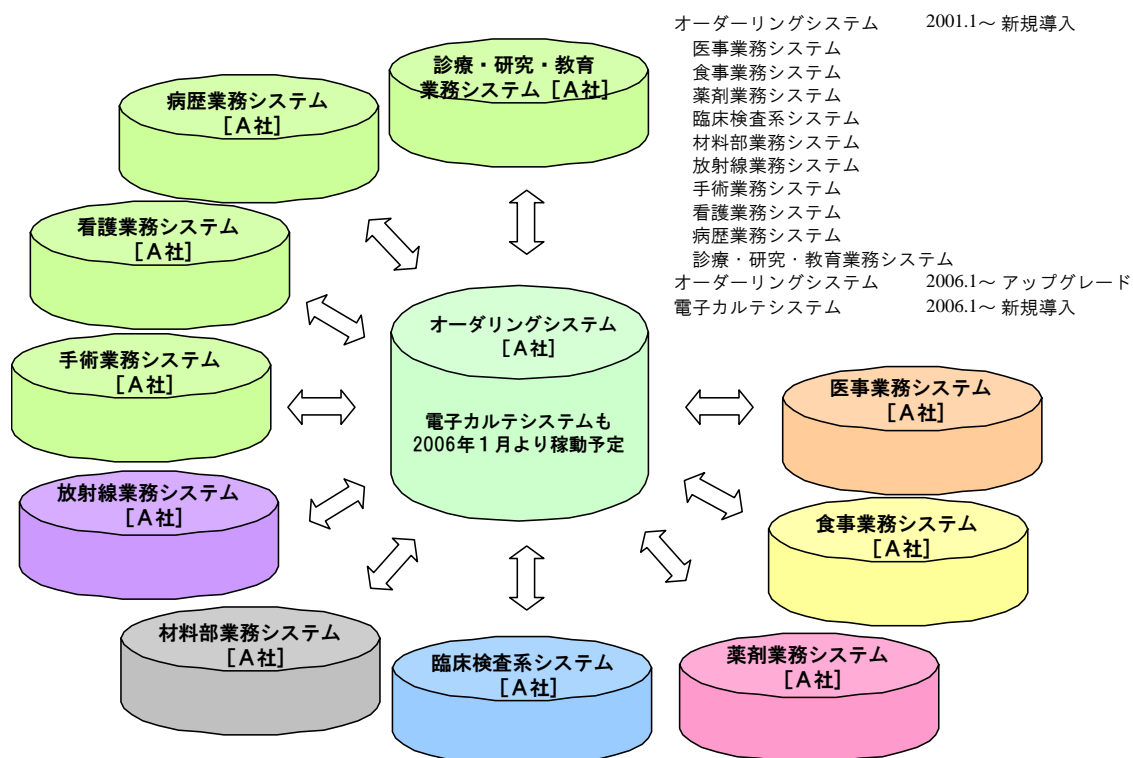 オーダーリングシステム 2001.1～ 新規導入
医事業務システム
食事業務システム
薬剤業務システム
臨床検査系システム
材料部業務システム
放射線業務システム
手術業務システム
看護業務システム
病歴業務システム
診療・研究・教育業務システム
オーダーリングシステム 2006.1～ アップグレード
電子カルテシステム 2006.1～ 新規導入
診療・研究・教育
業務システム［Ａ社］
病歴業務システム
［Ａ社］
看護業務システム
［Ａ社］
手術業務システム
［Ａ社］
放射線業務システム
［Ａ社］
材料部業務システム
［Ａ社］
臨床検査系システム
［Ａ社］
薬剤業務システム
［Ａ社］
食事業務システム
［Ａ社］
医事業務システム
［Ａ社］
オーダリングシステム
［Ａ社］
電子カルテシステムも
2006年１月より稼動予定